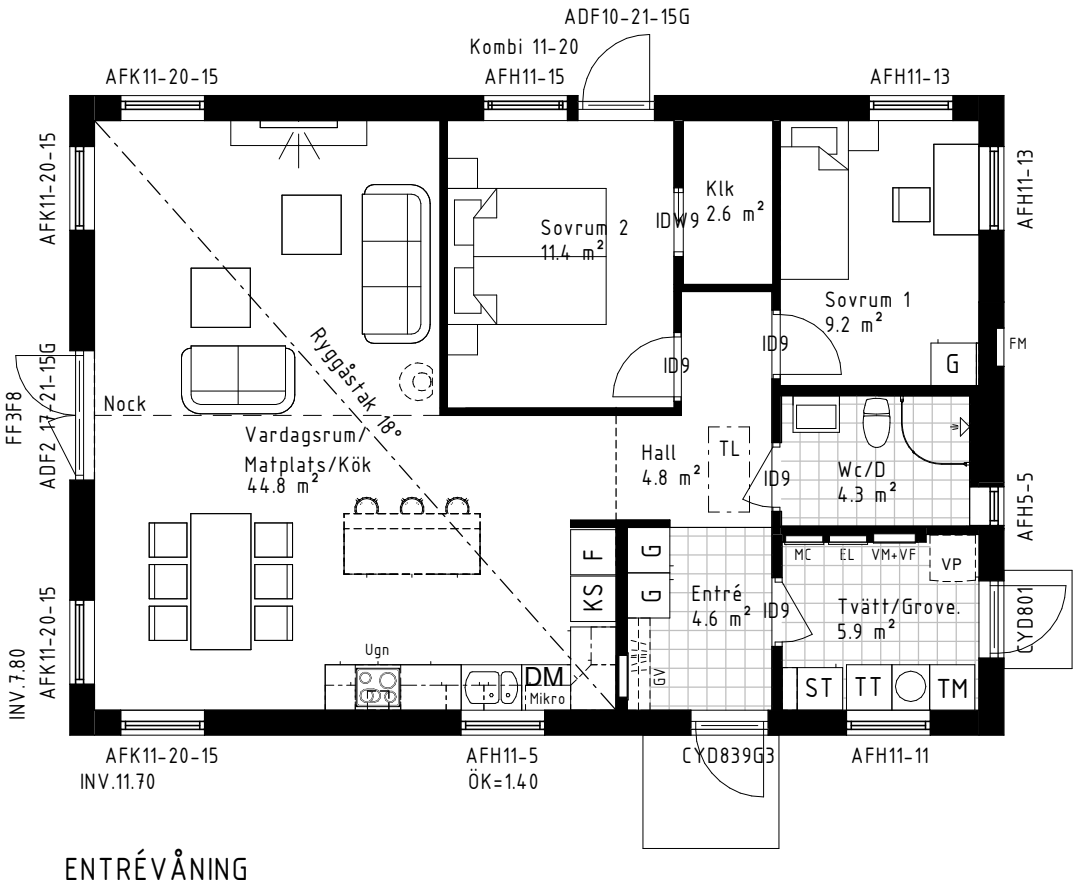 ADF10-21-15G
Kombi 11-20
AFK11-20-15
AFH11-15
AFH11-13
AFK11-20-15
AFH11-13
Klk
2.6 m²
IDW9
Sovrum 2
11.4 m²
Sovrum 1
9.2 m²
Ryggåstak 18°
ID9
ID9
FM
G
FF3F8
ADF2 17-21-15G
Nock
Vardagsrum/
Matplats/Kök
44.8 m²
Hall
4.8 m²
TL
ID9
Wc/D
4.3 m²
AFH5-5
MC
EL
VM+VF
VP
F
G
KS
G
Entré
4.6 m²
ID9
Tvätt/Grove.
5.9 m²
CYD801
AFK11-20-15
INV.7.80
Ugn
DM
Mikro
GV
ST
TT
TM
AFK11-20-15
INV.11.70
AFH11-5
ÖK=1.40
CYD839G3
AFH11-11
ENTRÉVÅNING